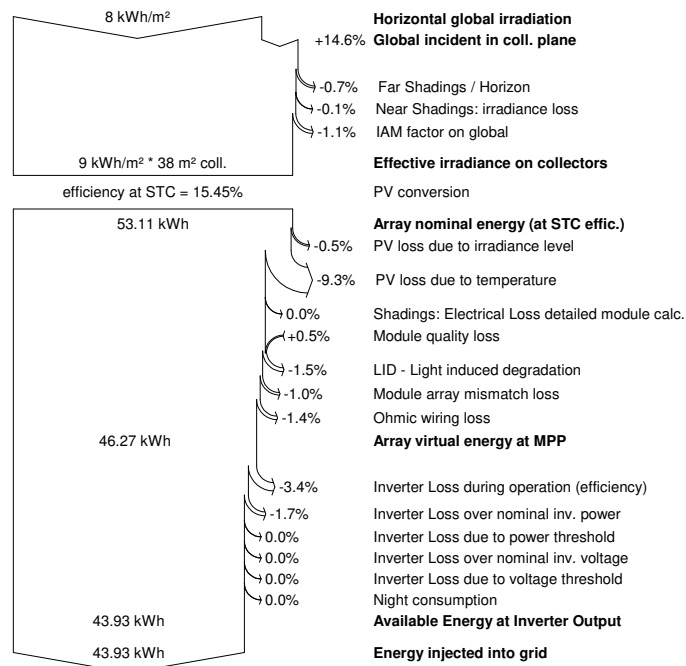 8 kWh/m² Horizontal global irradiation
+14.6% Global incident in coll. plane
-0.7% Far Shadings / Horizon
-0.1% Near Shadings: irradiance loss
-1.1% IAM factor on global
9 kWh/m² * 38 m² coll. Effective irradiance on collectors
efficiency at STC = 15.45% PV conversion
53.11 kWh Array nominal energy (at STC effic.)
-0.5% PV loss due to irradiance level
-9.3% PV loss due to temperature
0.0% Shadings: Electrical Loss detailed module calc.
+0.5% Module quality loss
-1.5% LID - Light induced degradation
-1.0% Module array mismatch loss
-1.4% Ohmic wiring loss
46.27 kWh Array virtual energy at MPP
-3.4% Inverter Loss during operation (efficiency)
-1.7% Inverter Loss over nominal inv. power
0.0% Inverter Loss due to power threshold
0.0% Inverter Loss over nominal inv. voltage
0.0% Inverter Loss due to voltage threshold
0.0% Night consumption
43.93 kWh Available Energy at Inverter Output
43.93 kWh Energy injected into grid